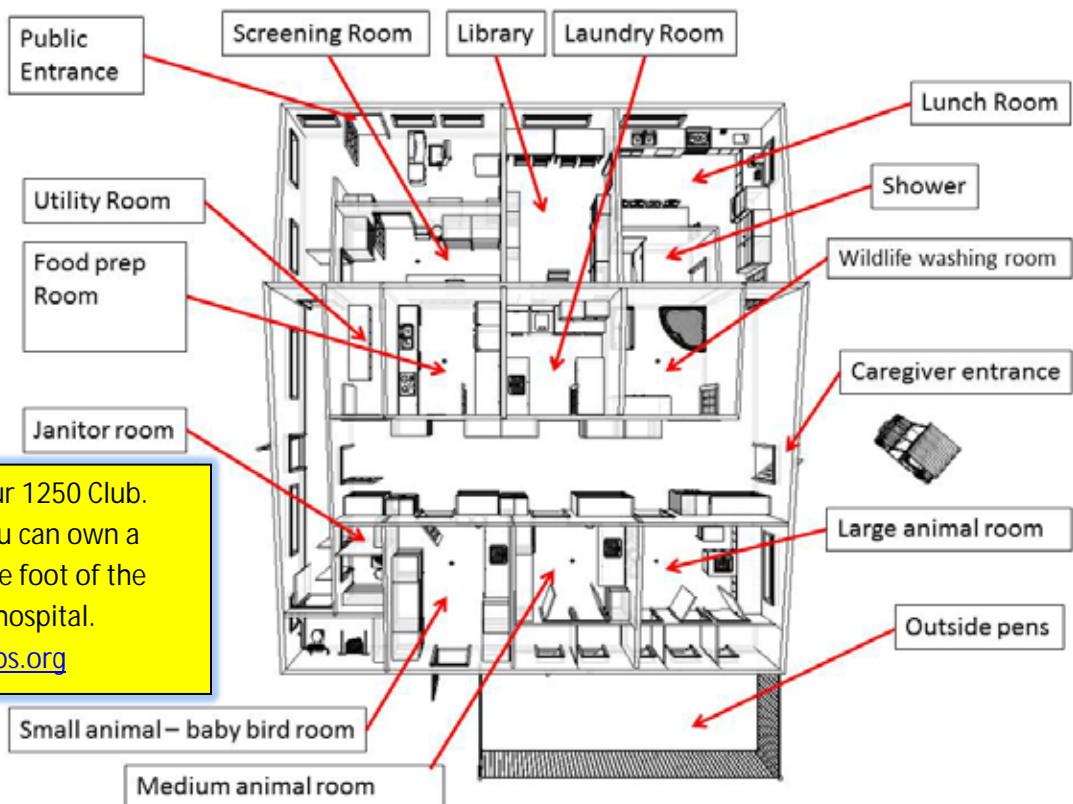 Public
Entrance
Screening Room
Library
Laundry Room
Lunch Room
Utility Room
Shower
Food prep
Room
Wildlife washing room
Caregiver entrance
Janitor room
ur 1250 Club.
u can own a
e foot of the
hospital.
os.org
Large animal room
Outside pens
Small animal – baby bird room
Medium animal room